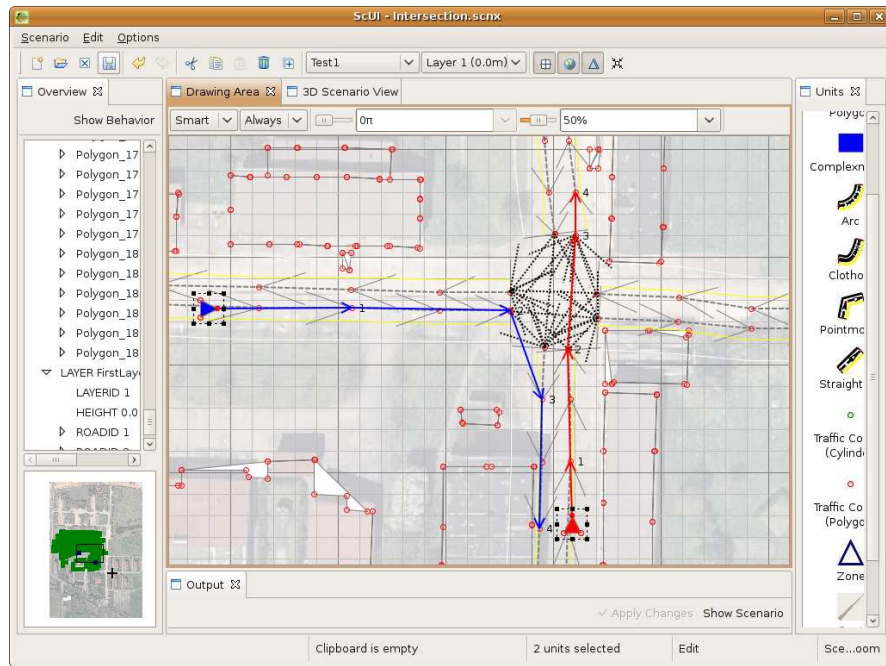 ScUI - Intersection.scnx
Scenario Edit Options
Test1 Layer 1 (0.0m)
Overview Drawing Area 3D Scenario View Units
Show Behavior Smart Always 0π 50%
Polygon_17
Polygon_17
Polygon_17
Polygon_17
Polygon_17
Polygon_18
Polygon_18
Polygon_18
Polygon_18
Polygon_18
Polygon_18
LAYER FirstLay
LAYERID 1
HEIGHT 0.0
ROADID 1
1
3
4
1
2
3
4
Complexn
Arc
Clotho
Pointmo
Straight
Traffic Co
(Cylind
Traffic Co
(Polygo
Zone
Output
Apply Changes Show Scenario
Clipboard is empty 2 units selected Edit Sce...oom